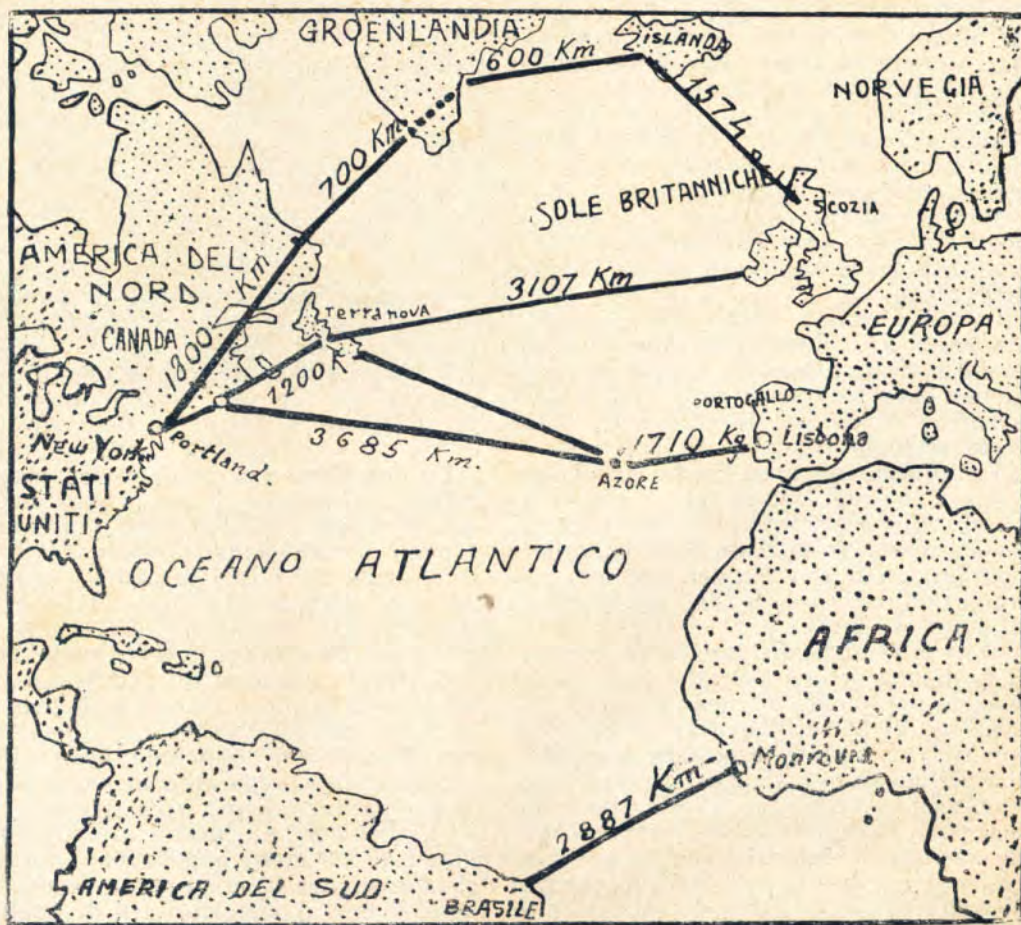 GROENLANDIA
600 Km
ISLANDA
1574
NORVEGIA
700 Km
SOLE BRITANNICHE
SCOZIA
AMERICA DEL
NORD
3107 Km
Terranova
CANADA
1800 Km
EUROPA
1200 K
PORTOGALLO
New York
Portland
3685 Km.
1710 Kg
Lisbona
AZORE
STATI
UNITI
OCEANO ATLANTICO
AFRICA
Monrovia
2887 Km
AMERICA DEL SUD
BRASILE